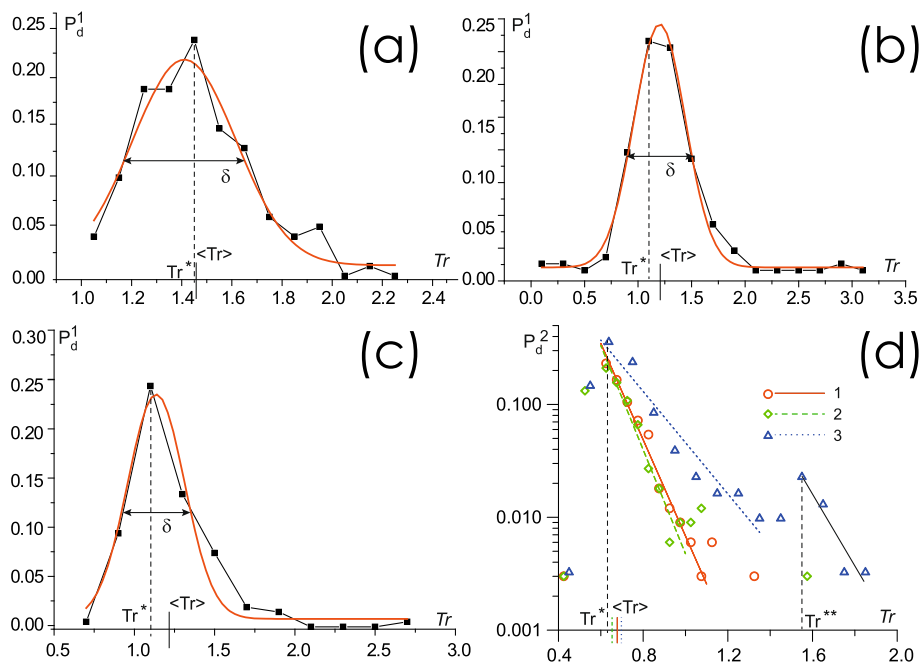 P_d^1
(a)
0.25
0.20
0.15
0.10
0.05
0.00
δ
Tr*
<Tr>
Tr
1.0 1.2 1.4 1.6 1.8 2.0 2.2 2.4
P_d^1
(b)
0.25
0.20
0.15
0.10
0.05
0.00
δ
Tr*
<Tr>
Tr
0.0 0.5 1.0 1.5 2.0 2.5 3.0 3.5
P_d^1
(c)
0.30
0.25
0.20
0.15
0.10
0.05
0.00
δ
Tr*
<Tr>
Tr
0.5 1.0 1.5 2.0 2.5 3.0
P_d^2
(d)
1
2
3
0.100
0.010
0.001
Tr*
<Tr>
Tr**
Tr
0.4 0.8 1.2 1.6 2.0